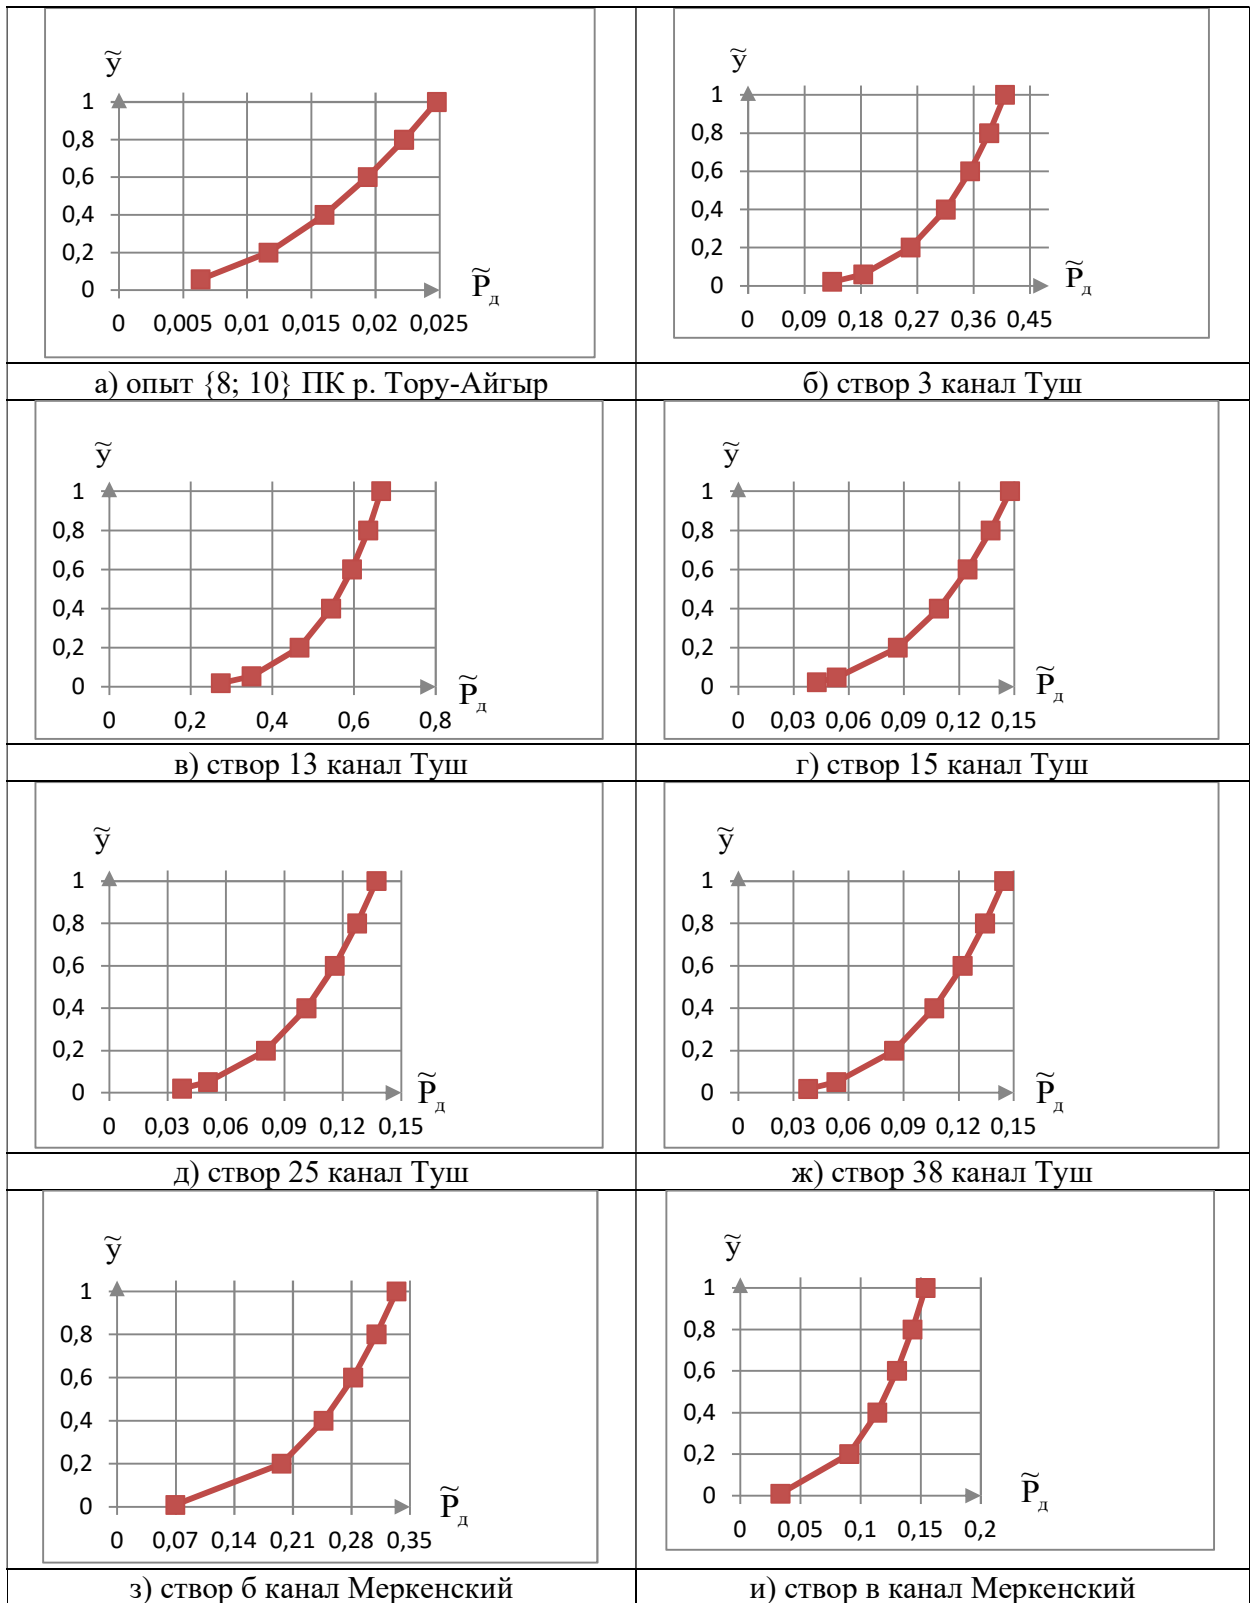 ỹ
1
0,8
0,6
0,4
0,2
0
P̃д
0 0,005 0,01 0,015 0,02 0,025
а) опыт {8; 10} ПК р. Тору-Айгыр
ỹ
1
0,8
0,6
0,4
0,2
0
P̃д
0 0,09 0,18 0,27 0,36 0,45
б) створ 3 канал Туш
ỹ
1
0,8
0,6
0,4
0,2
0
P̃д
0 0,2 0,4 0,6 0,8
в) створ 13 канал Туш
ỹ
1
0,8
0,6
0,4
0,2
0
P̃д
0 0,03 0,06 0,09 0,12 0,15
г) створ 15 канал Туш
ỹ
1
0,8
0,6
0,4
0,2
0
P̃д
0 0,03 0,06 0,09 0,12 0,15
д) створ 25 канал Туш
ỹ
1
0,8
0,6
0,4
0,2
0
P̃д
0 0,03 0,06 0,09 0,12 0,15
ж) створ 38 канал Туш
ỹ
1
0,8
0,6
0,4
0,2
0
P̃д
0 0,07 0,14 0,21 0,28 0,35
з) створ б канал Меркенский
ỹ
1
0,8
0,6
0,4
0,2
0
P̃д
0 0,05 0,1 0,15 0,2
и) створ в канал Меркенский